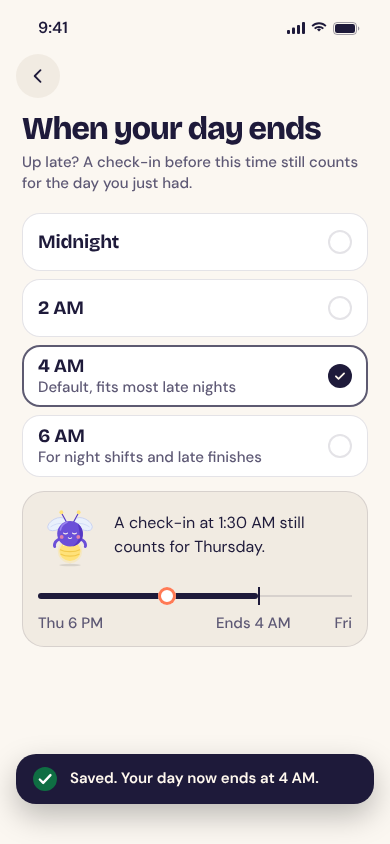 9:41
When your day ends
Up late? A check-in before this time still counts
for the day you just had.
Midnight
2 AM
4 AM
Default, fits most late nights
6 AM
For night shifts and late finishes
A check-in at 1:30 AM still
counts for Thursday.
Thu 6 PM
Ends 4 AM
Fri
Saved. Your day now ends at 4 AM.